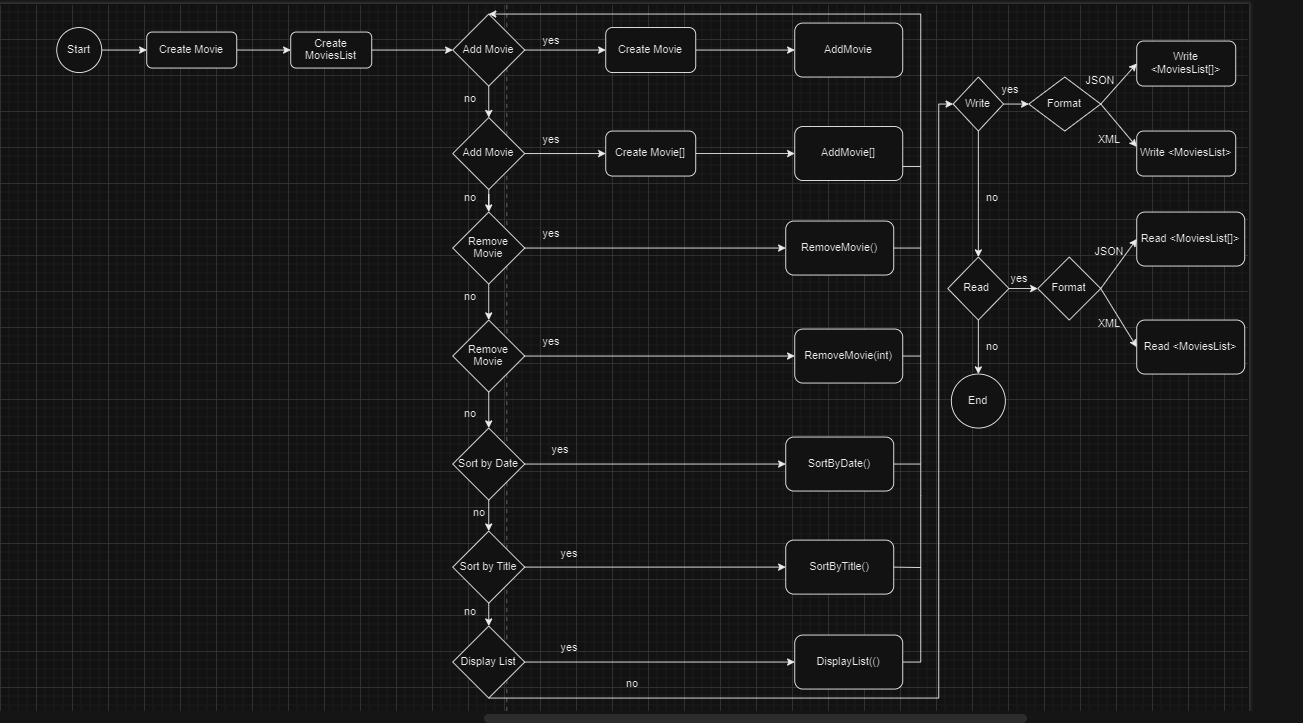 Start
Create Movie
Create
MoviesList
Add Movie
yes
Create Movie
AddMovie
no
Add Movie
yes
Create Movie[]
AddMovie[]
no
Remove
Movie
yes
RemoveMovie()
no
Remove
Movie
yes
RemoveMovie(int)
no
Sort by Date
yes
SortByDate()
no
Sort by Title
yes
SortByTitle()
no
Display List
yes
DisplayList(()
no
Write
yes
Format
JSON
Write
<MoviesList[]>
XML
Write <MoviesList>
no
Read
yes
Format
JSON
Read <MoviesList[]>
XML
Read <MoviesList>
no
End